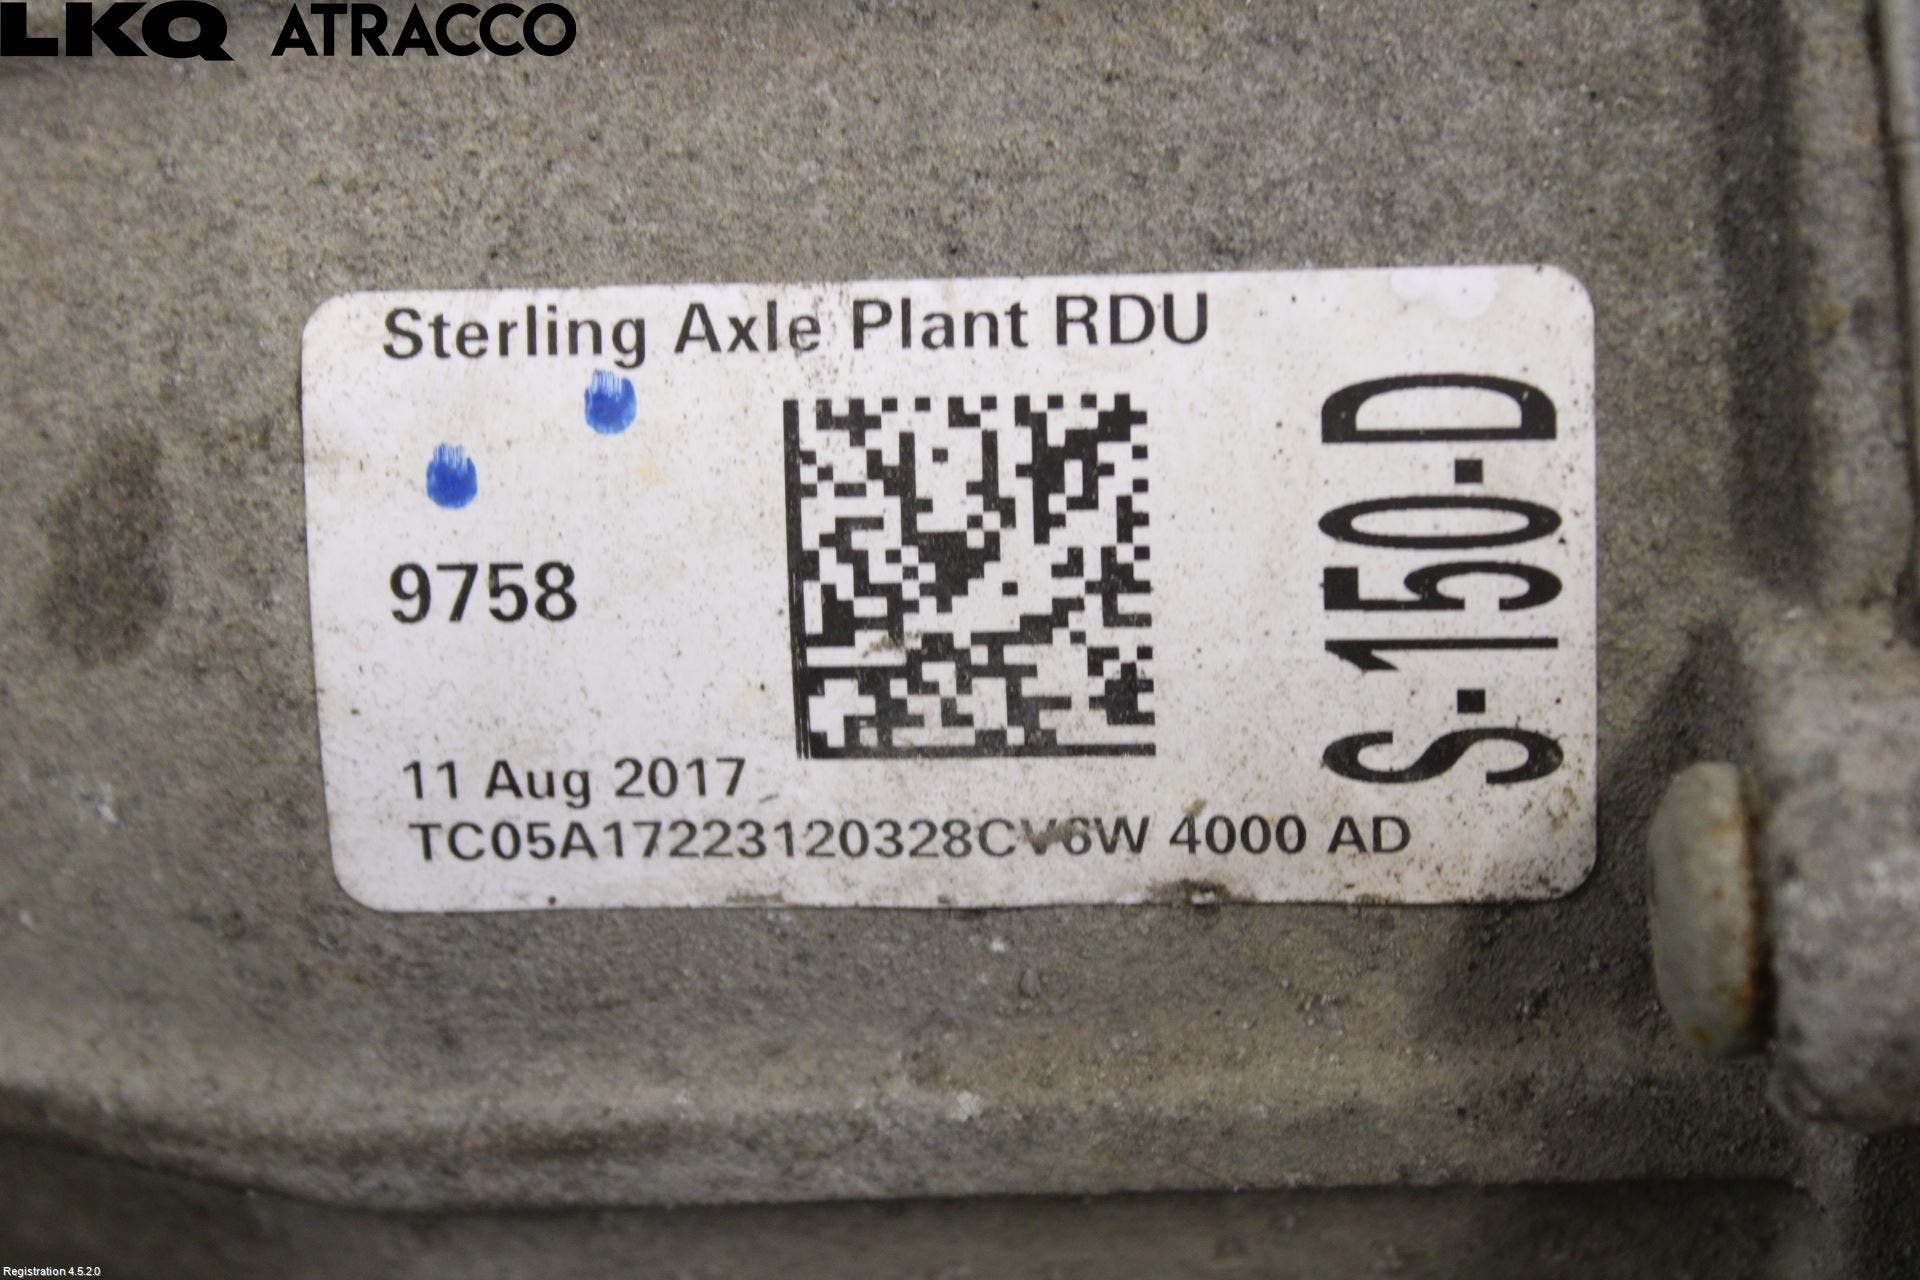 LKQ ATRACCO
Sterling Axle Plant RDU
9758
S-150-D
11 Aug 2017
TC05A17223120328CV6W 4000 AD
Registration 4.5.2.0